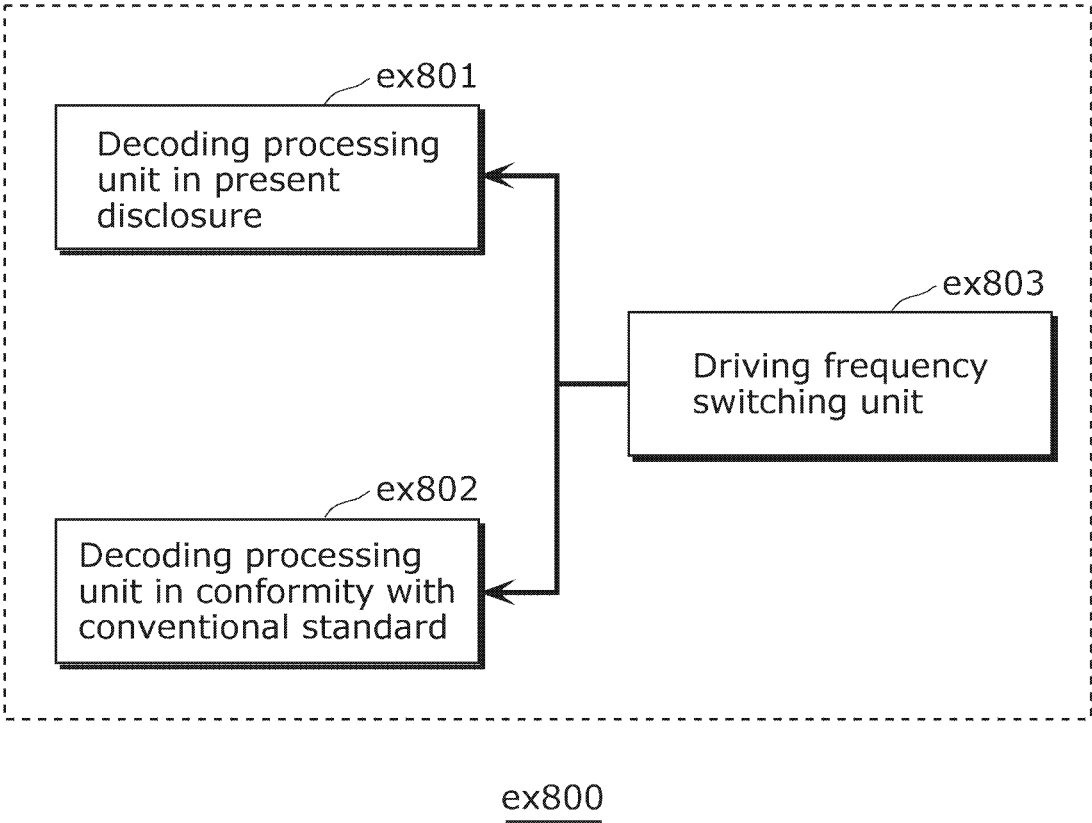 ex801
Decoding processing
unit in present
disclosure
ex803
Driving frequency
switching unit
ex802
Decoding processing
unit in conformity with
conventional standard
ex800